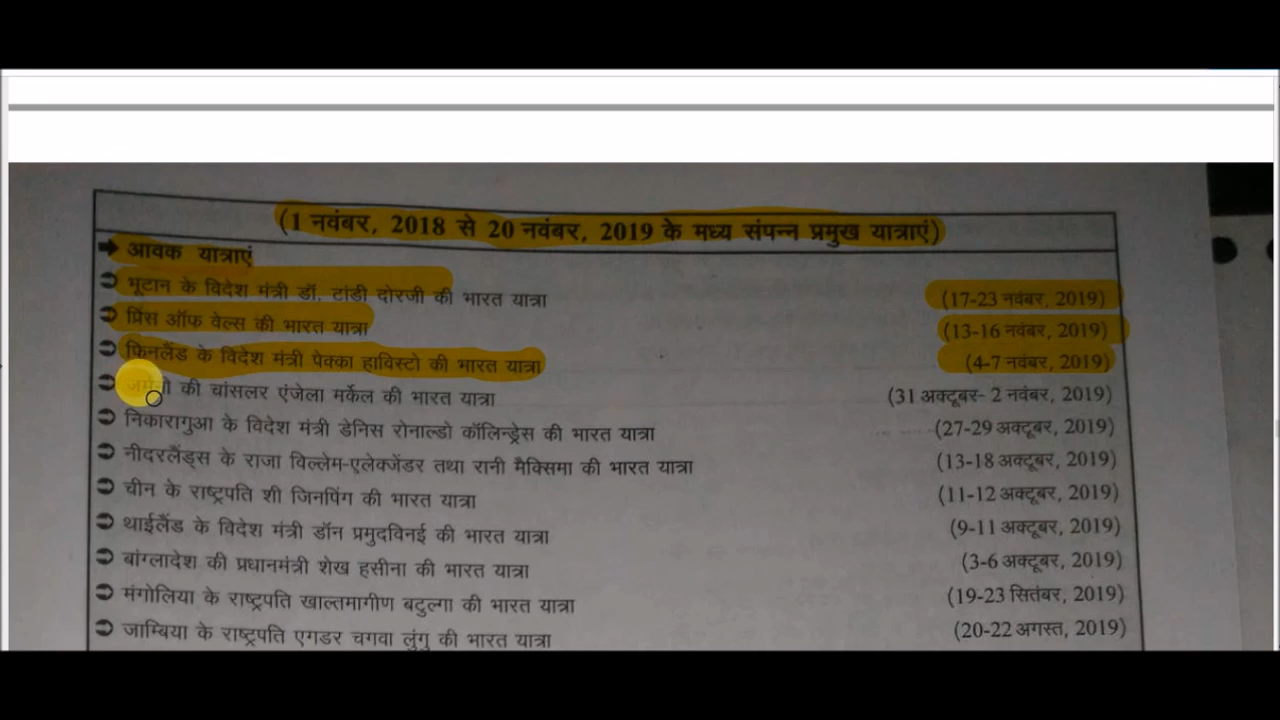 (1 नवंबर, 2018 से 20 नवंबर, 2019 के मध्य संपन्न प्रमुख यात्राएं)
➔ आवक यात्राएं
➲ भूटान के विदेश मंत्री डॉ. टांडी दोरजी की भारत यात्रा (17-23 नवंबर, 2019)
➲ प्रिंस ऑफ वेल्स की भारत यात्रा (13-16 नवंबर, 2019)
➲ फिनलैंड के विदेश मंत्री पेक्का हाविस्टो की भारत यात्रा (4-7 नवंबर, 2019)
➲ जर्मनी की चांसलर एंजेला मर्केल की भारत यात्रा (31 अक्टूबर- 2 नवंबर, 2019)
➲ निकारागुआ के विदेश मंत्री डेनिस रोनाल्डो कॉलिन्ड्रेस की भारत यात्रा (27-29 अक्टूबर, 2019)
➲ नीदरलैंड्स के राजा विल्लेम-एलेक्जेंडर तथा रानी मैक्सिमा की भारत यात्रा (13-18 अक्टूबर, 2019)
➲ चीन के राष्ट्रपति शी जिनपिंग की भारत यात्रा (11-12 अक्टूबर, 2019)
➲ थाईलैंड के विदेश मंत्री डॉन प्रमुदविनई की भारत यात्रा (9-11 अक्टूबर, 2019)
➲ बांग्लादेश की प्रधानमंत्री शेख हसीना की भारत यात्रा (3-6 अक्टूबर, 2019)
➲ मंगोलिया के राष्ट्रपति खाल्तमागीण बटुल्गा की भारत यात्रा (19-23 सितंबर, 2019)
➲ जाम्बिया के राष्ट्रपति एगडर चगवा लुंगु की भारत यात्रा (20-22 अगस्त, 2019)